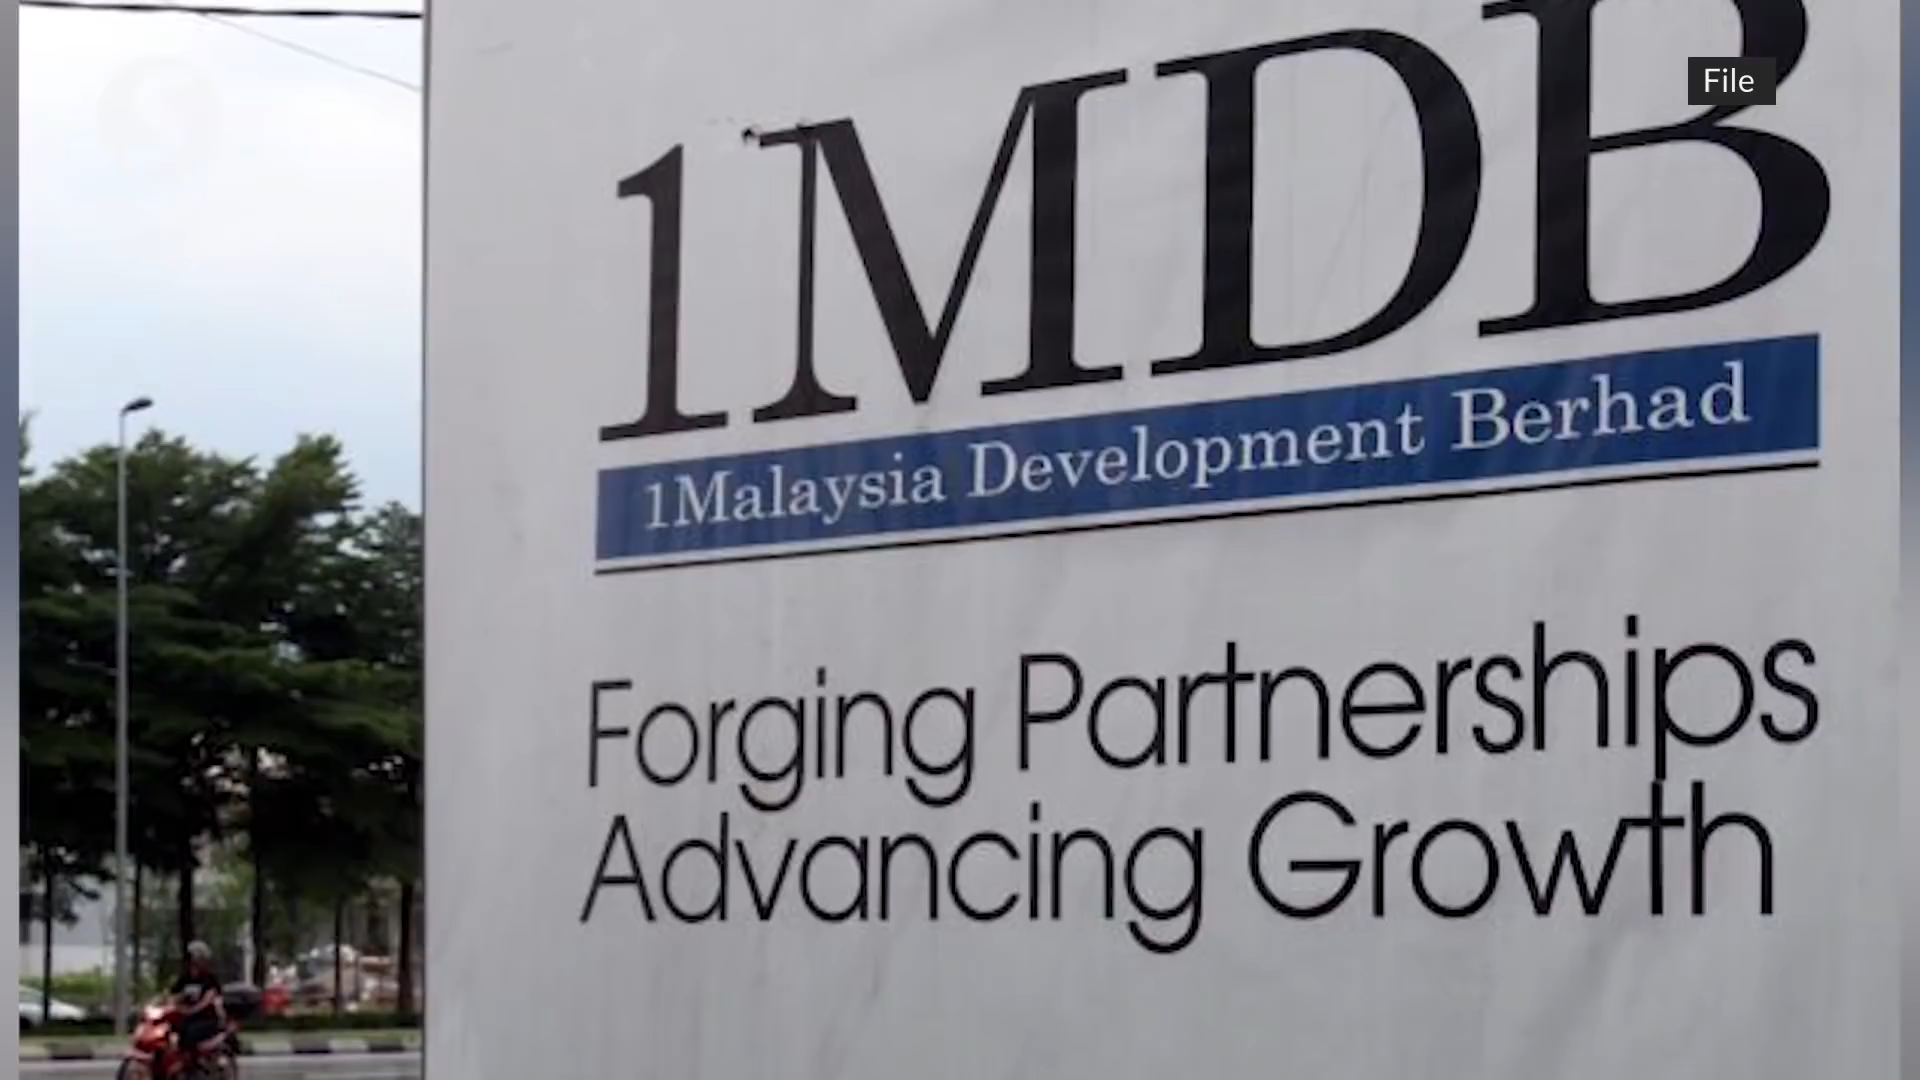 File
1MDB
1Malaysia Development Berhad
Forging Partnerships
Advancing Growth